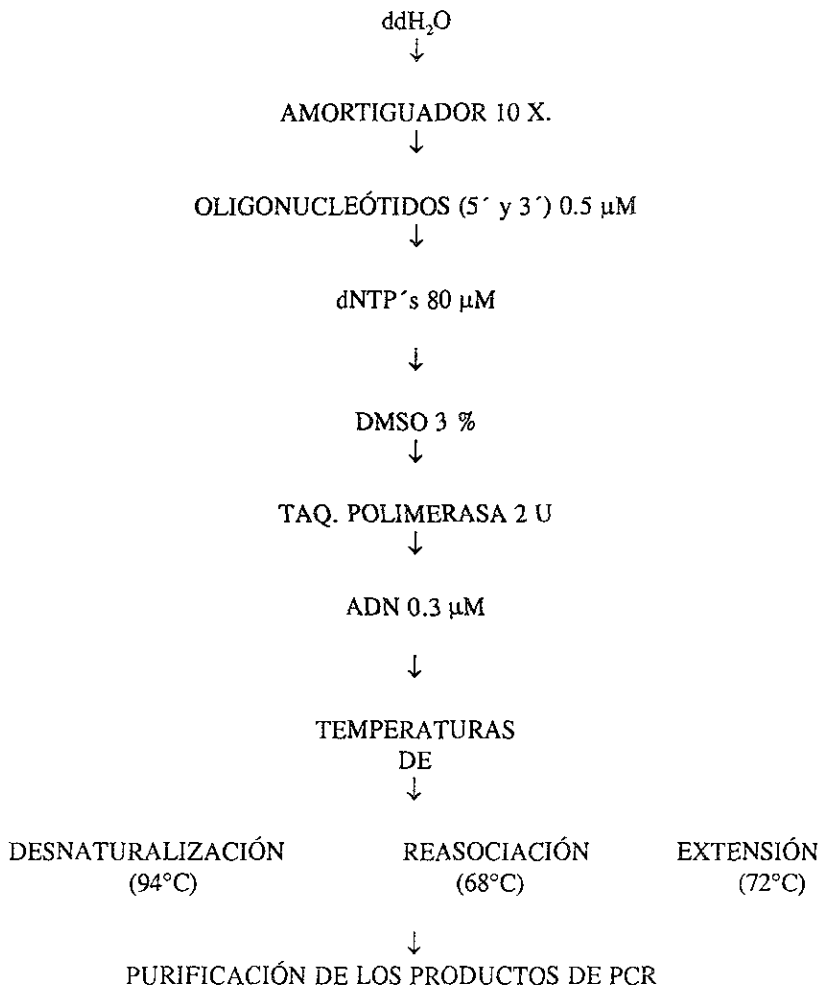 ddH₂O
↓
AMORTIGUADOR 10 X.
↓
OLIGONUCLEÓTIDOS (5´ y 3´) 0.5 µM
↓
dNTP´s 80 µM
↓
DMSO 3 %
↓
TAQ. POLIMERASA 2 U
↓
ADN 0.3 µM
↓
TEMPERATURAS
DE
↓
DESNATURALIZACIÓN REASOCIACIÓN EXTENSIÓN
(94°C) (68°C) (72°C)
↓
PURIFICACIÓN DE LOS PRODUCTOS DE PCR